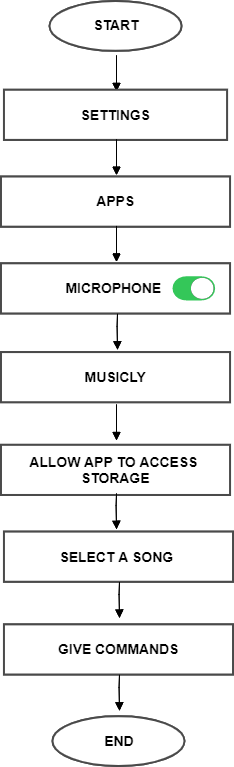 START
SETTINGS
APPS
MICROPHONE
MUSICLY
ALLOW APP TO ACCESS
STORAGE
SELECT A SONG
GIVE COMMANDS
END